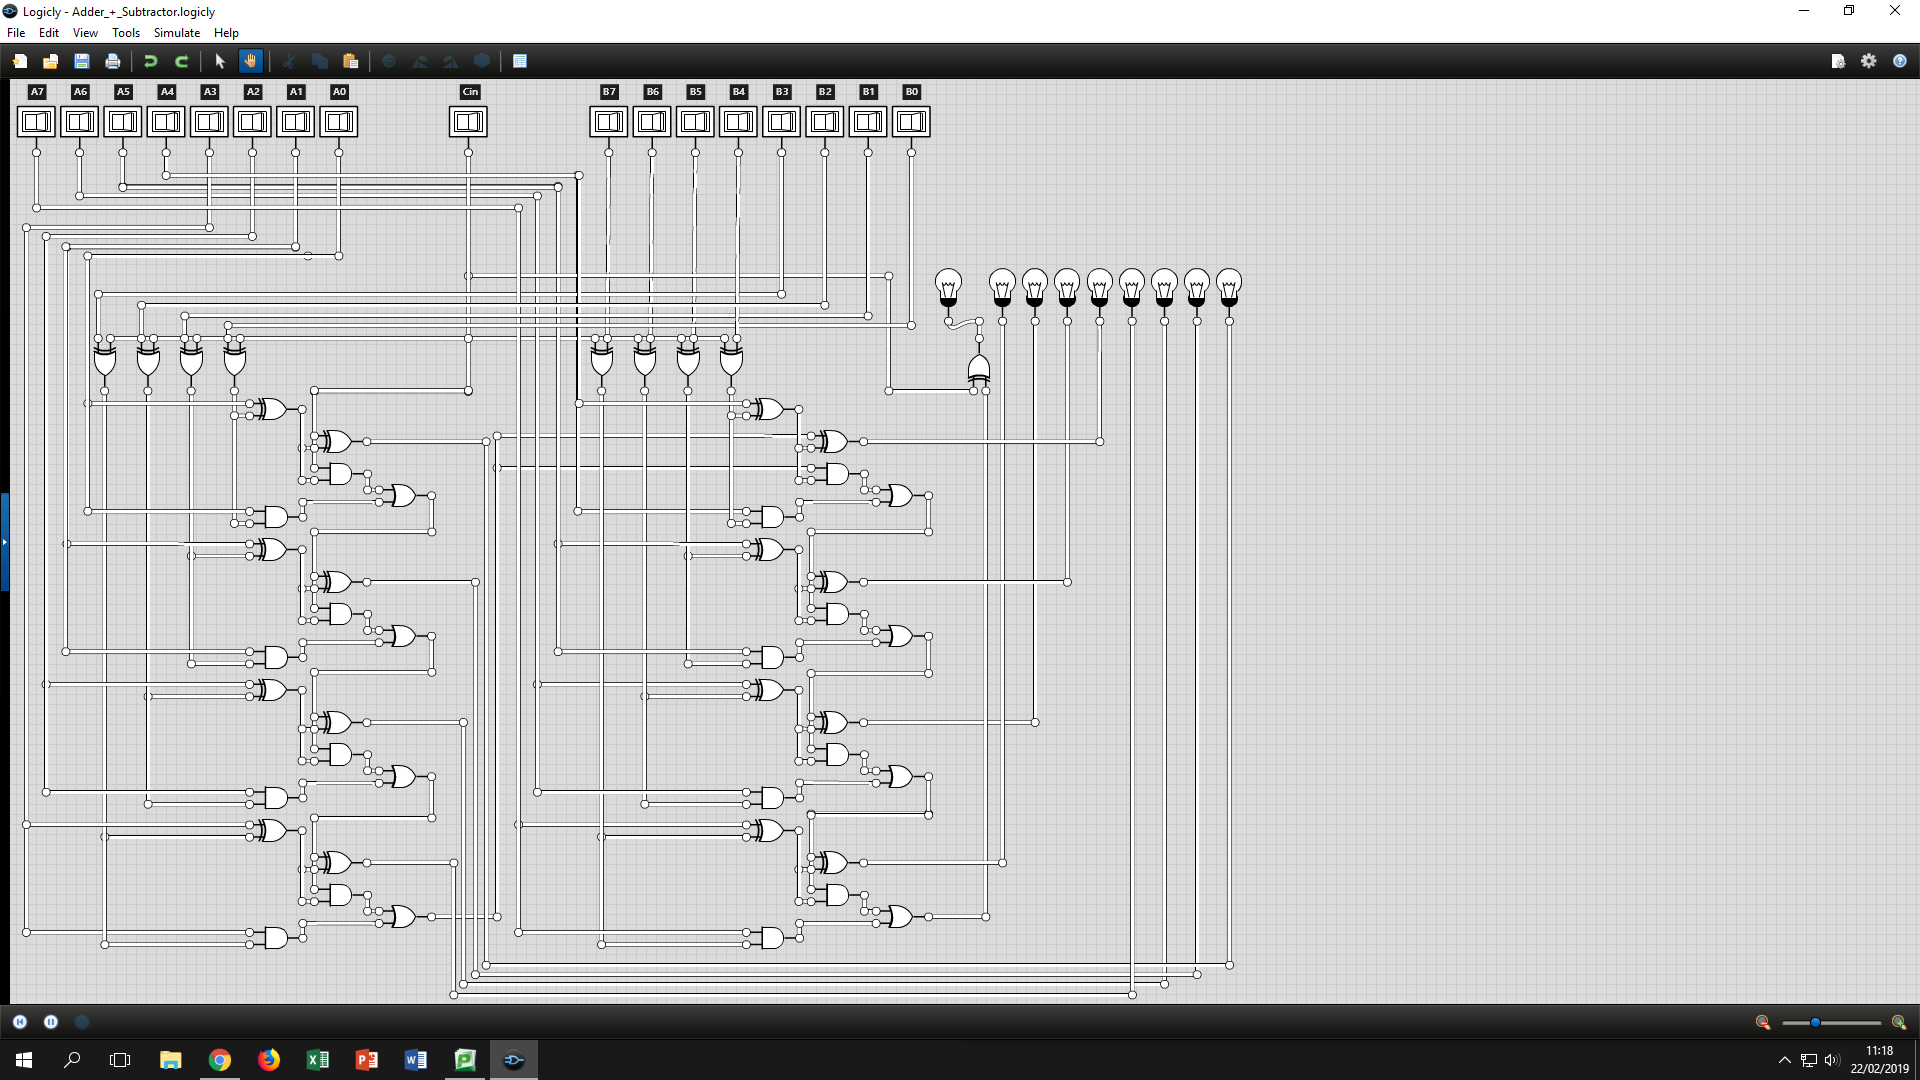 Logicly - Adder_+_Subtractor.logicly
File Edit View Tools Simulate Help
A7 A6 A5 A4 A3 A2 A1 A0 Cin B7 B6 B5 B4 B3 B2 B1 B0
11:18
22/02/2019